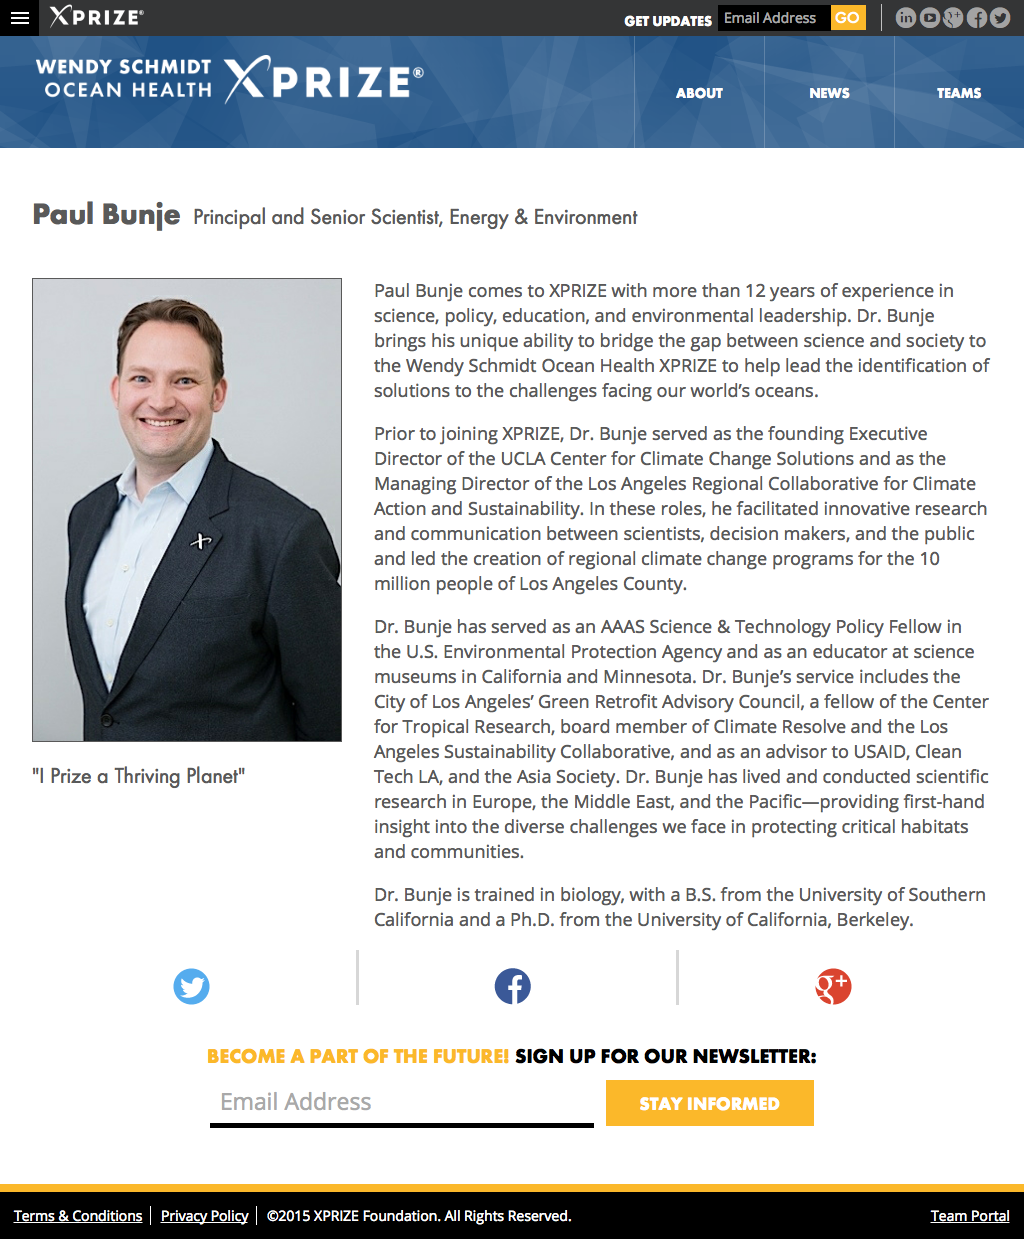 XPRIZE®
GET UPDATES Email Address GO
WENDY SCHMIDT
OCEAN HEALTH XPRIZE®
ABOUT NEWS TEAMS
Paul Bunje Principal and Senior Scientist, Energy & Environment
Paul Bunje comes to XPRIZE with more than 12 years of experience in
science, policy, education, and environmental leadership. Dr. Bunje
brings his unique ability to bridge the gap between science and society to
the Wendy Schmidt Ocean Health XPRIZE to help lead the identification of
solutions to the challenges facing our world’s oceans.
Prior to joining XPRIZE, Dr. Bunje served as the founding Executive
Director of the UCLA Center for Climate Change Solutions and as the
Managing Director of the Los Angeles Regional Collaborative for Climate
Action and Sustainability. In these roles, he facilitated innovative research
and communication between scientists, decision makers, and the public
and led the creation of regional climate change programs for the 10
million people of Los Angeles County.
Dr. Bunje has served as an AAAS Science & Technology Policy Fellow in
the U.S. Environmental Protection Agency and as an educator at science
museums in California and Minnesota. Dr. Bunje’s service includes the
City of Los Angeles’ Green Retrofit Advisory Council, a fellow of the Center
for Tropical Research, board member of Climate Resolve and the Los
Angeles Sustainability Collaborative, and as an advisor to USAID, Clean
Tech LA, and the Asia Society. Dr. Bunje has lived and conducted scientific
research in Europe, the Middle East, and the Pacific—providing first-hand
insight into the diverse challenges we face in protecting critical habitats
and communities.
Dr. Bunje is trained in biology, with a B.S. from the University of Southern
California and a Ph.D. from the University of California, Berkeley.
"I Prize a Thriving Planet"
BECOME A PART OF THE FUTURE! SIGN UP FOR OUR NEWSLETTER:
Email Address STAY INFORMED
Terms & Conditions Privacy Policy ©2015 XPRIZE Foundation. All Rights Reserved. Team Portal